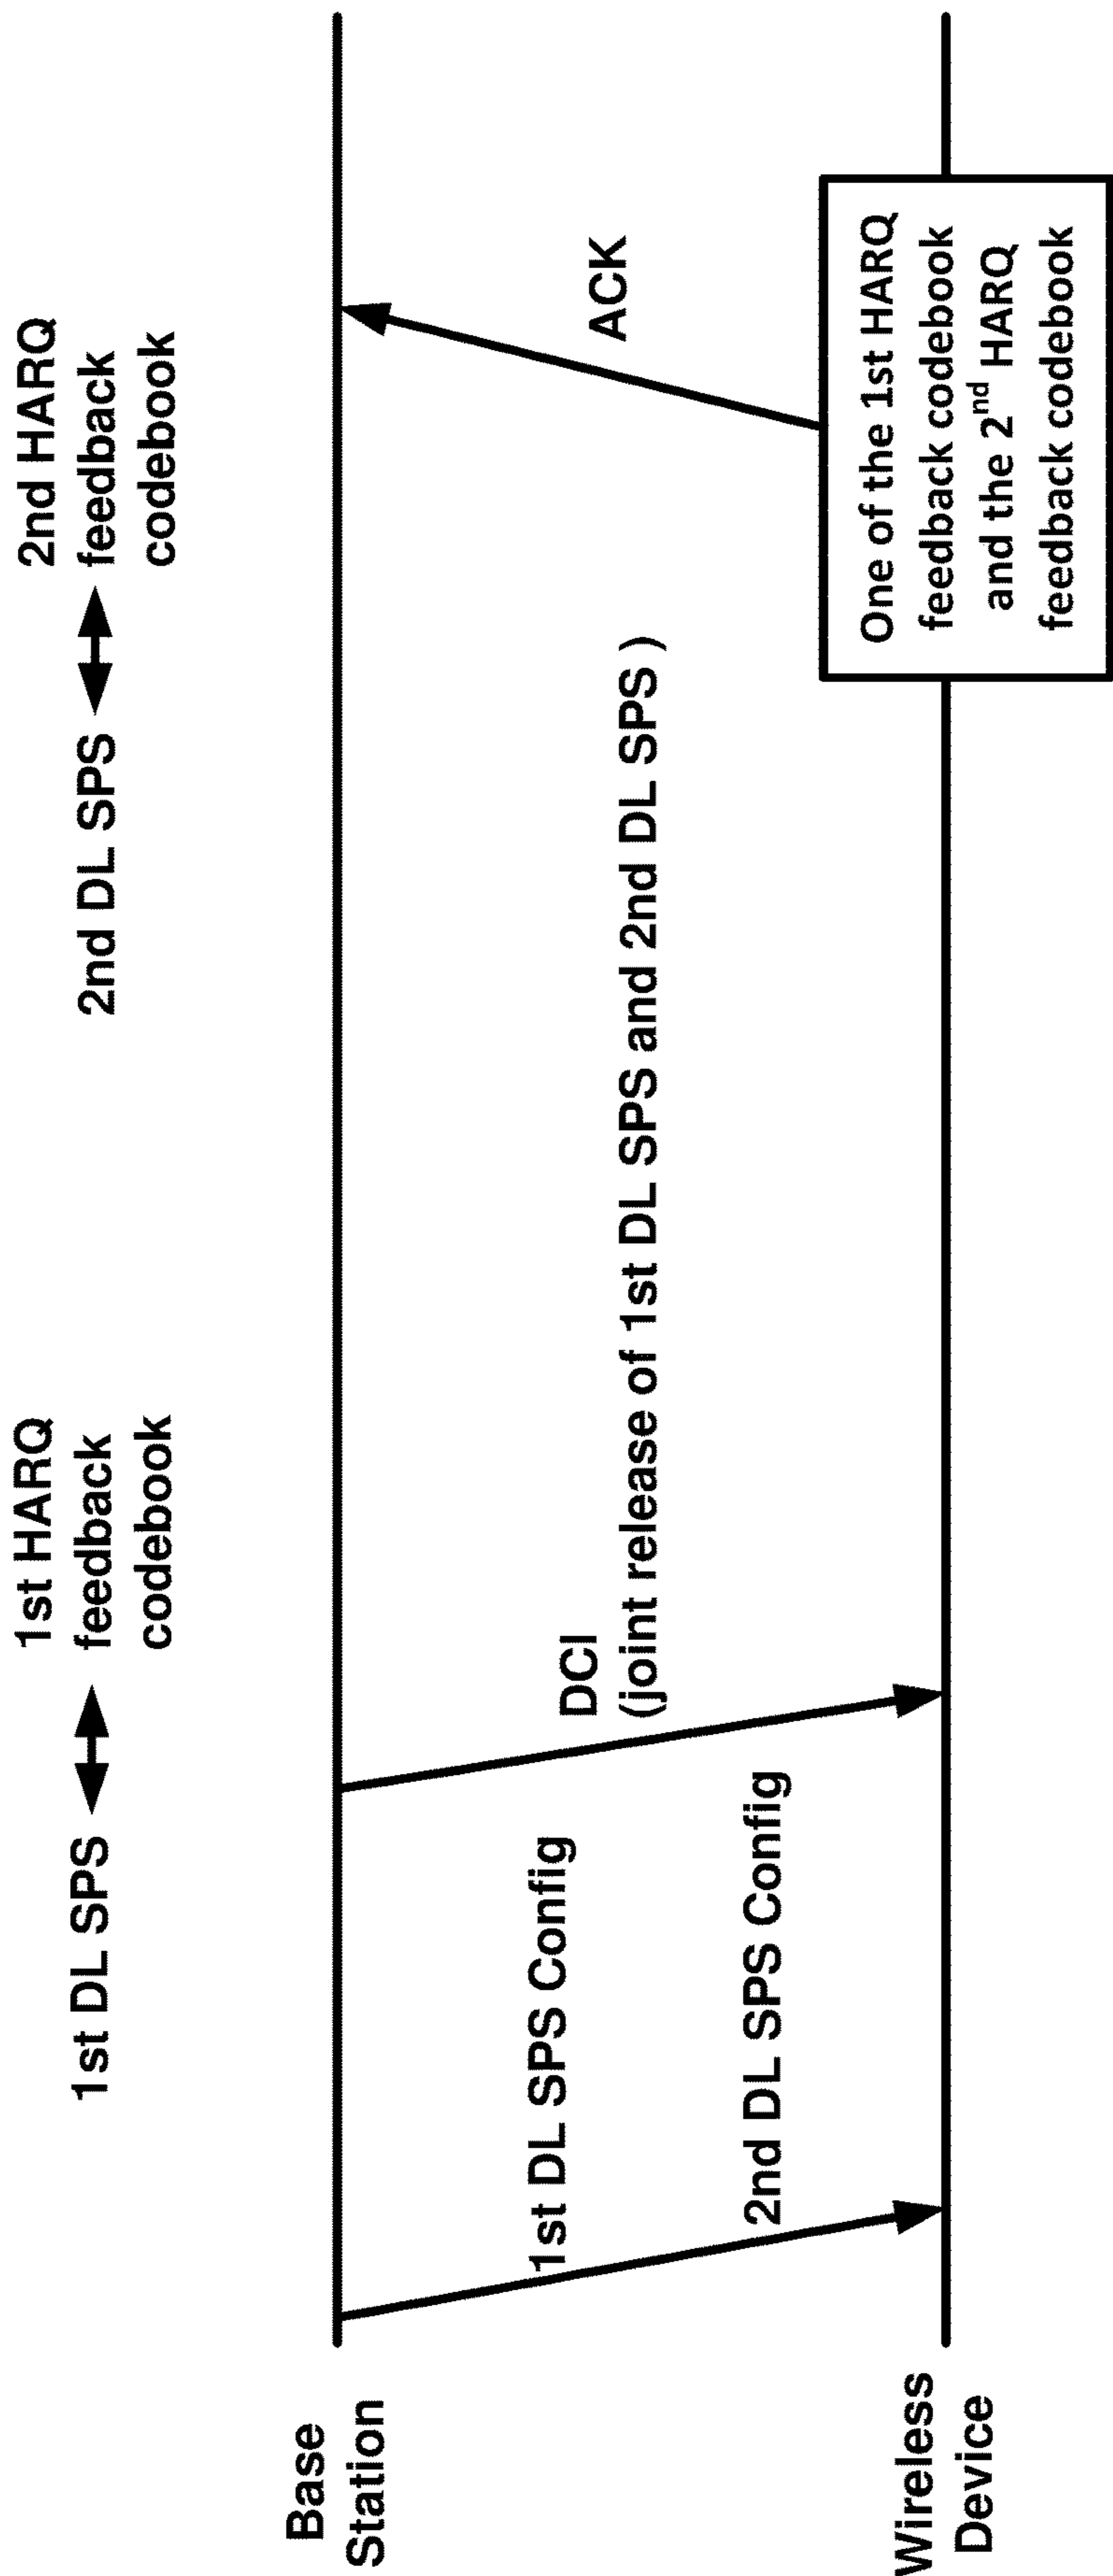 1st HARQ
1st DL SPS feedback
codebook
2nd HARQ
2nd DL SPS feedback
codebook
Base
Station
1st DL SPS Config
2nd DL SPS Config
DCI
(joint release of 1st DL SPS and 2nd DL SPS )
ACK
One of the 1st HARQ
feedback codebook
and the 2nd HARQ
feedback codebook
Wireless
Device